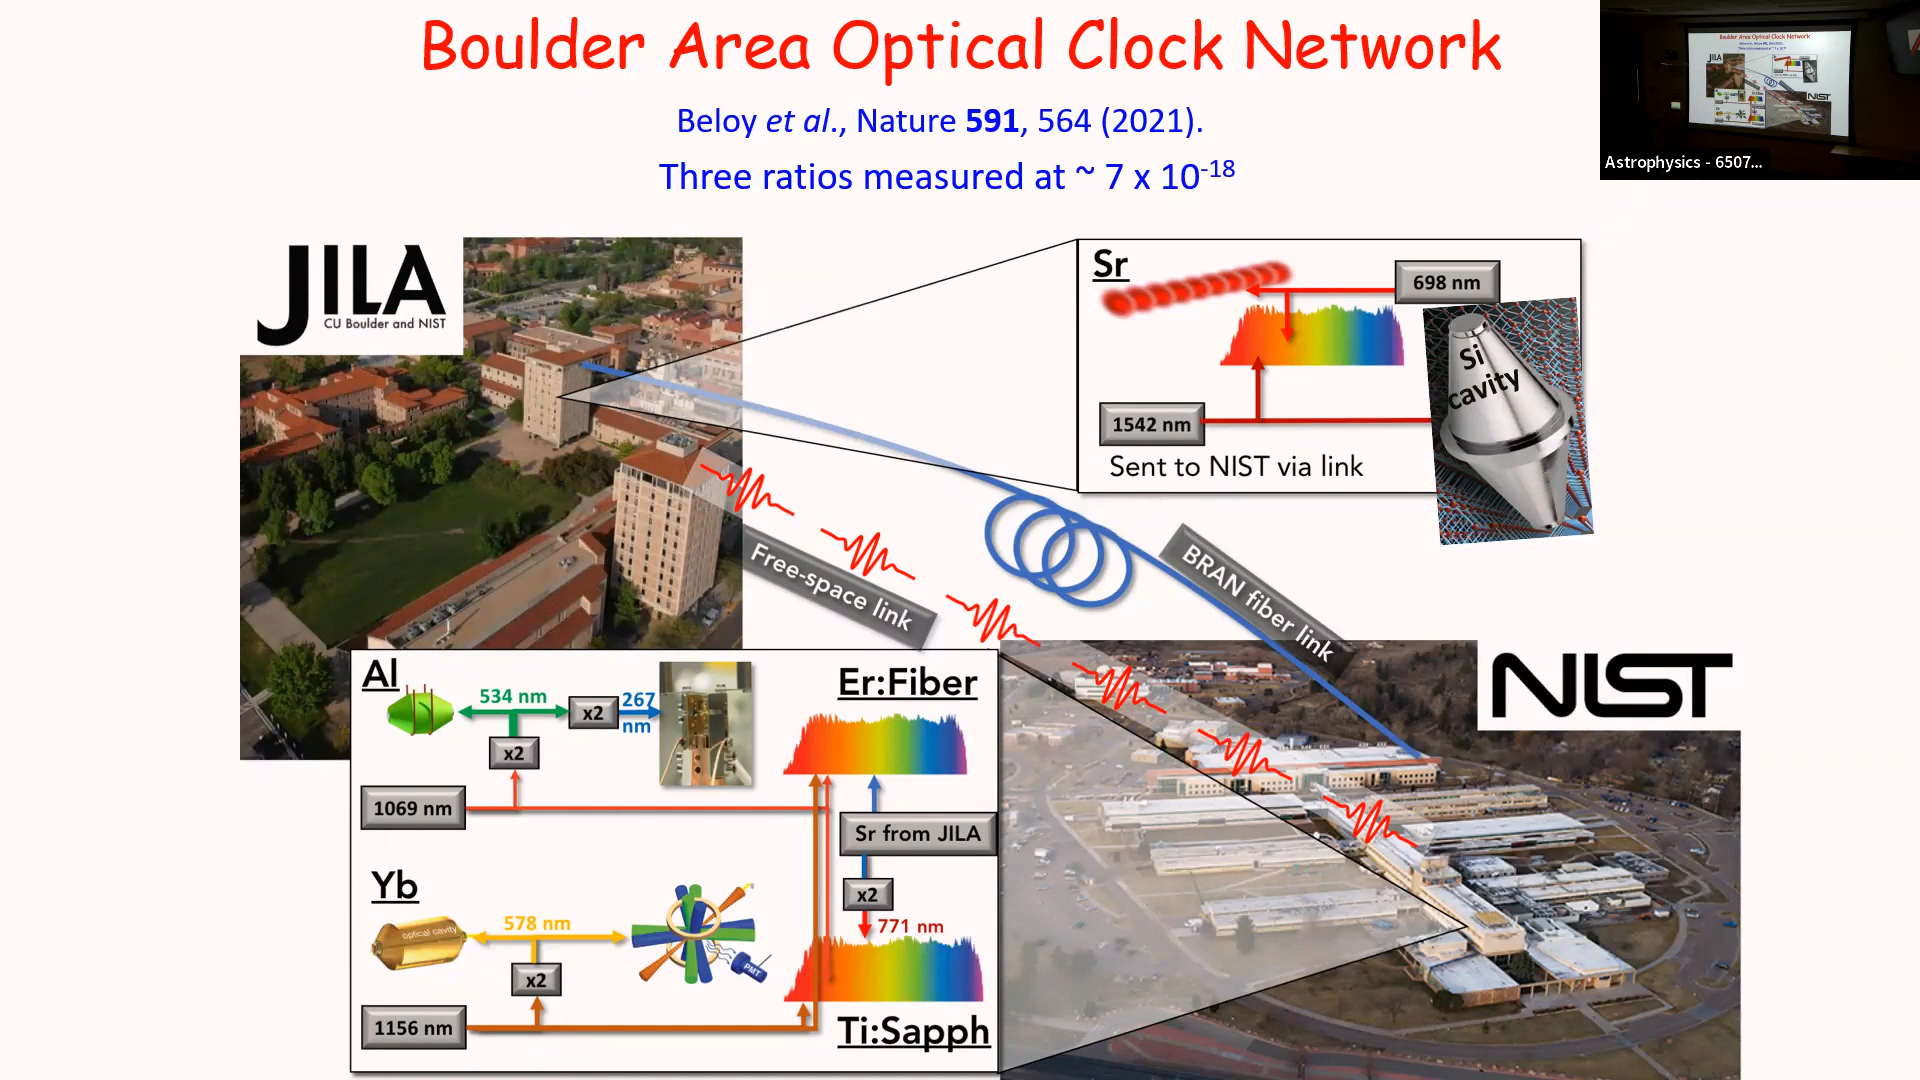 Boulder Area Optical Clock Network
Beloy et al., Nature 591, 564 (2021).
Three ratios measured at ~ 7 x 10-18
Astrophysics - 6507...
JILA
CU Boulder and NIST
Sr
698 nm
Si
cavity
1542 nm
Sent to NIST via link
Free-space link
BRAN fiber link
NIST
Al
534 nm
x2
267
nm
x2
1069 nm
Er:Fiber
Sr from JILA
x2
771 nm
Yb
optical cavity
578 nm
x2
PMT
1156 nm
Ti:Sapph